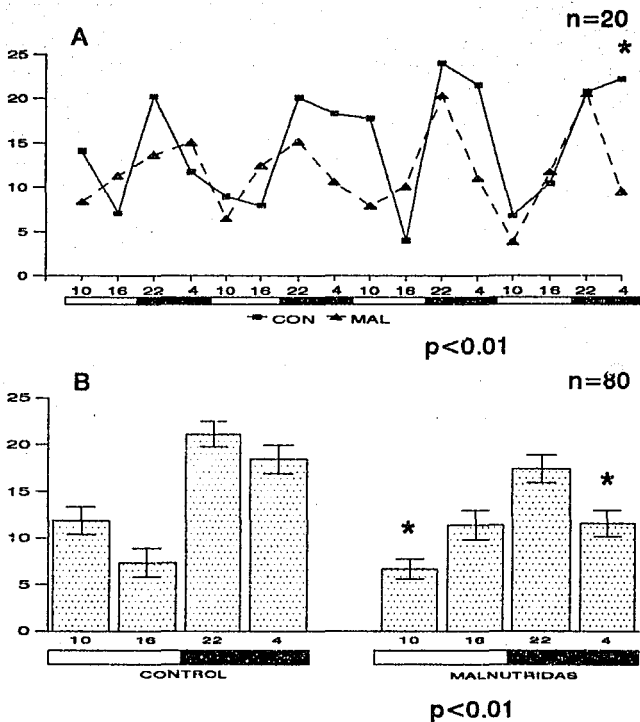 A
n=20
*
25
20
15
10
5
0
10 16 22 4 10 16 22 4 10 16 22 4 10 16 22 4
CON MAL
p<0.01
B
n=80
25
20
15
10
5
0
*
*
10 16 22 4 10 16 22 4
CONTROL MALNUTRIDAS
p<0.01